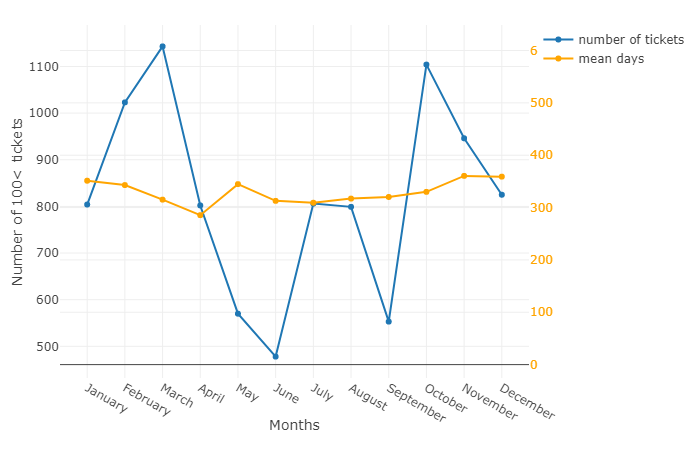 number of tickets
mean days
Number of 100< tickets
1100
1000
900
800
700
600
500
6
500
400
300
200
100
0
January
February
March
April
May
June
July
August
September
October
November
December
Months